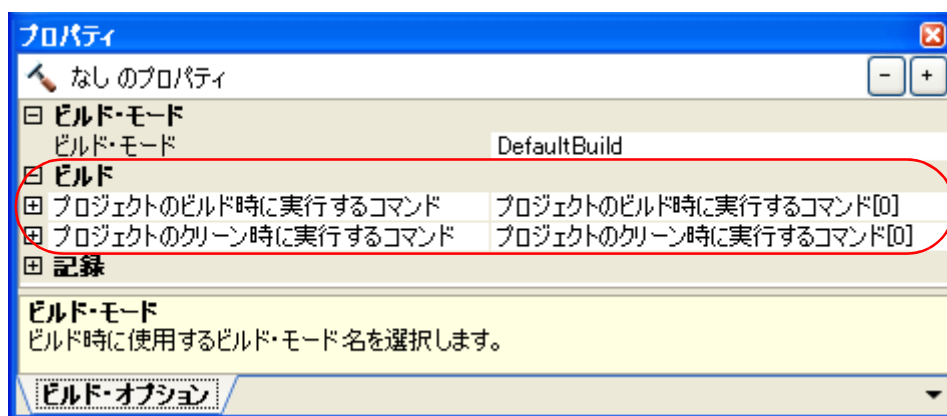 プロパティ
なし のプロパティ
ビルド・モード
ビルド・モード DefaultBuild
ビルド
プロジェクトのビルド時に実行するコマンド プロジェクトのビルド時に実行するコマンド[0]
プロジェクトのクリーン時に実行するコマンド プロジェクトのクリーン時に実行するコマンド[0]
記録
ビルド・モード
ビルド時に使用するビルド・モード名を選択します。
ビルド・オプション